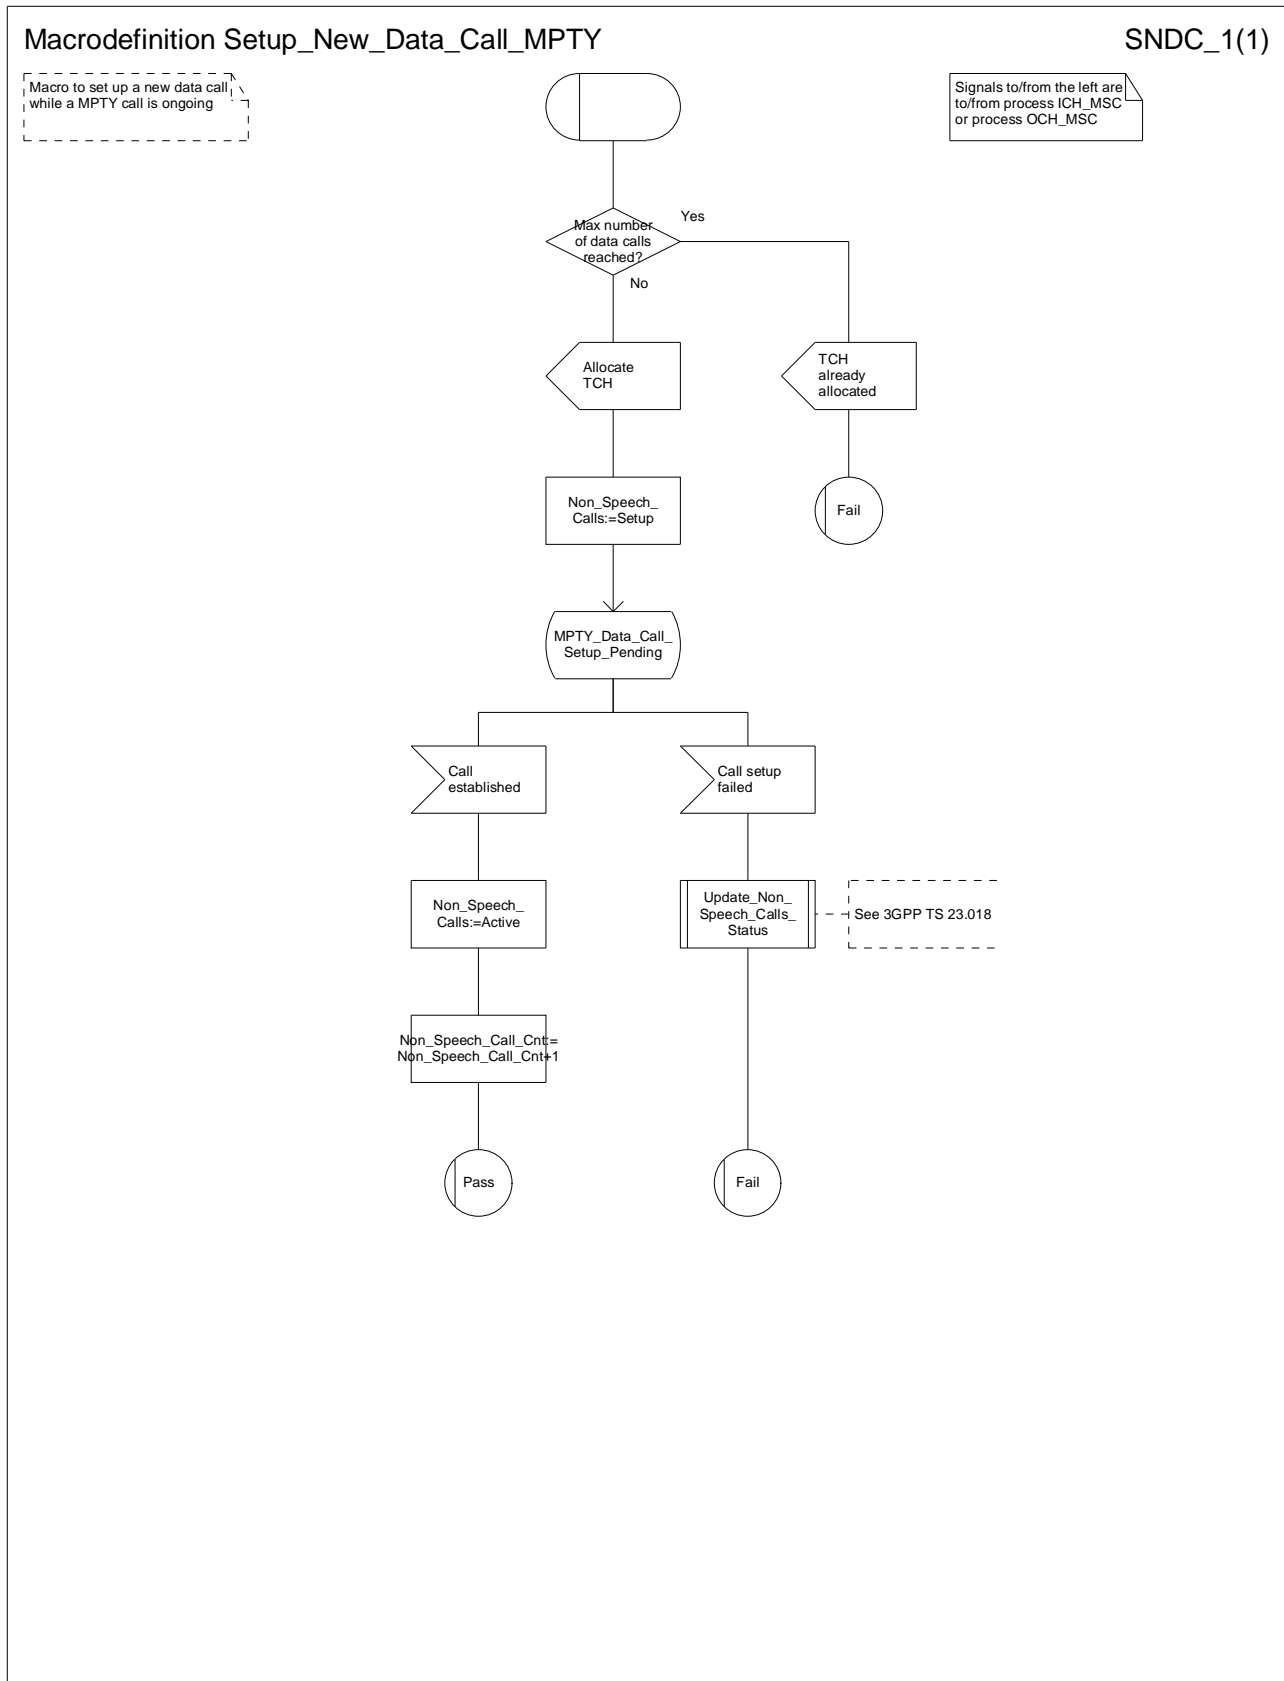 Macrodefinition Setup_New_Data_Call_MPTY
SNDC_1(1)
Macro to set up a new data call
while a MPTY call is ongoing
Signals to/from the left are
to/from process ICH_MSC
or process OCH_MSC
Yes
Max number
of data calls
reached?
No
Allocate
TCH
TCH
already
allocated
Non_Speech_
Calls:=Setup
Fail
MPTY_Data_Call_
Setup_Pending
Call
established
Call setup
failed
Non_Speech_
Calls:=Active
Update_Non_
Speech_Calls_
Status
See 3GPP TS 23.018
Non_Speech_Call_Cnt:=
Non_Speech_Call_Cnt+1
Pass
Fail